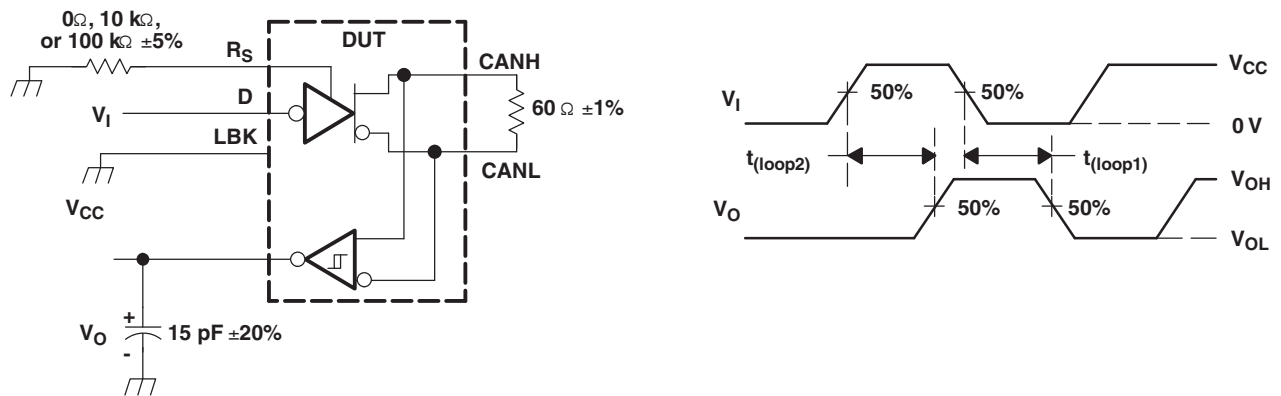 0Ω, 10 kΩ,
or 100 kΩ ±5%
RS
DUT
CANH
D
VI
60 Ω ±1%
LBK
CANL
VCC
+
VO
15 pF ±20%
-
VCC
VI
50%
50%
0 V
t(loop2)
t(loop1)
VOH
VO
50%
50%
VOL